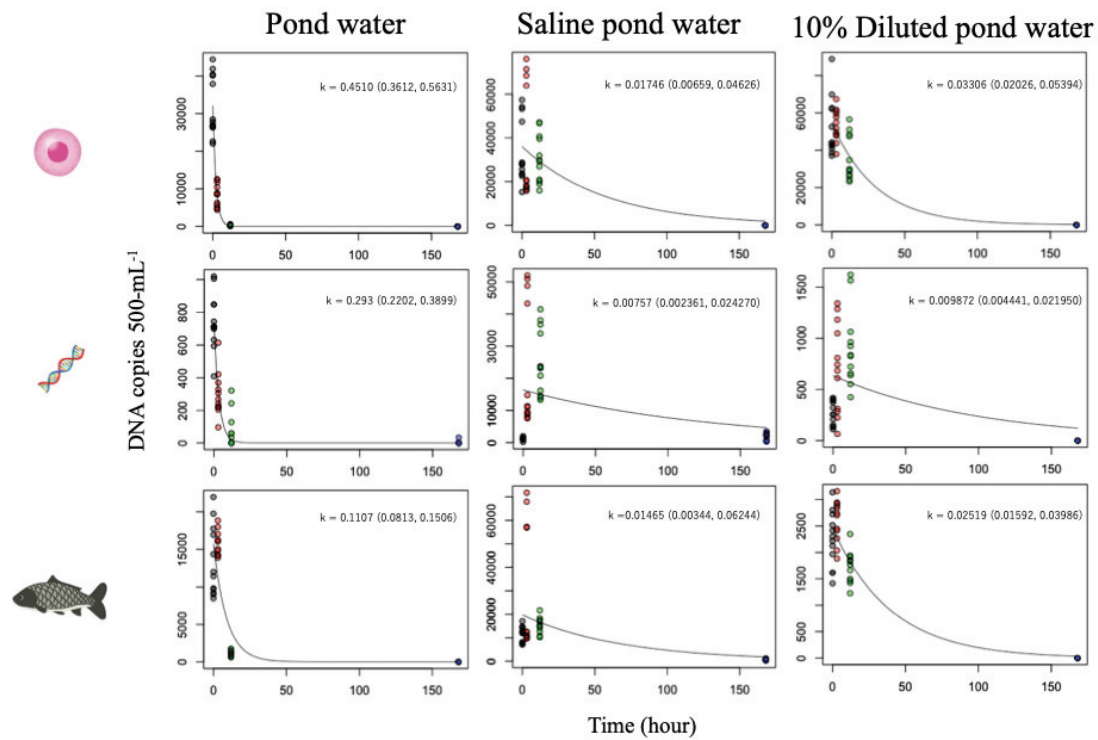 Pond water Saline pond water 10% Diluted pond water
k = 0.4510 (0.3612, 0.5631)
0 10000 30000
0 50 100 150
k = 0.01746 (0.00659, 0.04626)
0 20000 40000 60000
0 50 100 150
k = 0.03306 (0.02026, 0.05394)
0 20000 60000
0 50 100 150
DNA copies 500-mL⁻¹
k = 0.293 (0.2202, 0.3899)
0 200 400 600 800
0 50 100 150
k = 0.00757 (0.002361, 0.024270)
0 10000 30000 50000
0 50 100 150
k = 0.009872 (0.004441, 0.021950)
0 500 1000 1500
0 50 100 150
k = 0.1107 (0.0813, 0.1506)
0 5000 15000
0 50 100 150
k =0.01465 (0.00344, 0.06244)
0 20000 40000 60000
0 50 100 150
k = 0.02519 (0.01592, 0.03986)
0 500 1500 2500
0 50 100 150
Time (hour)